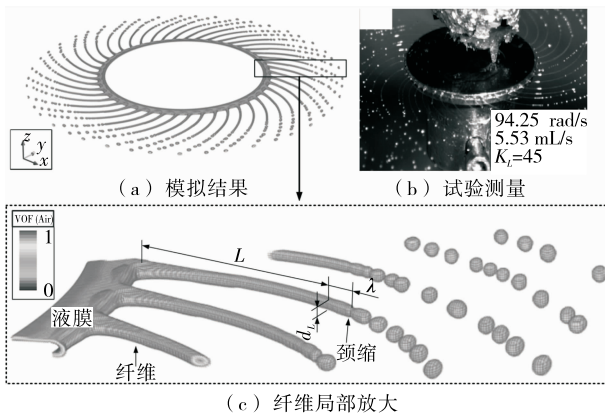 z
y
x
94.25 rad/s
5.53 mL/s
K_L=45
(a) 模拟结果
(b) 试验测量
VOF (Air)
1
0
L
λ
d_L
液膜
颈缩
纤维
(c) 纤维局部放大